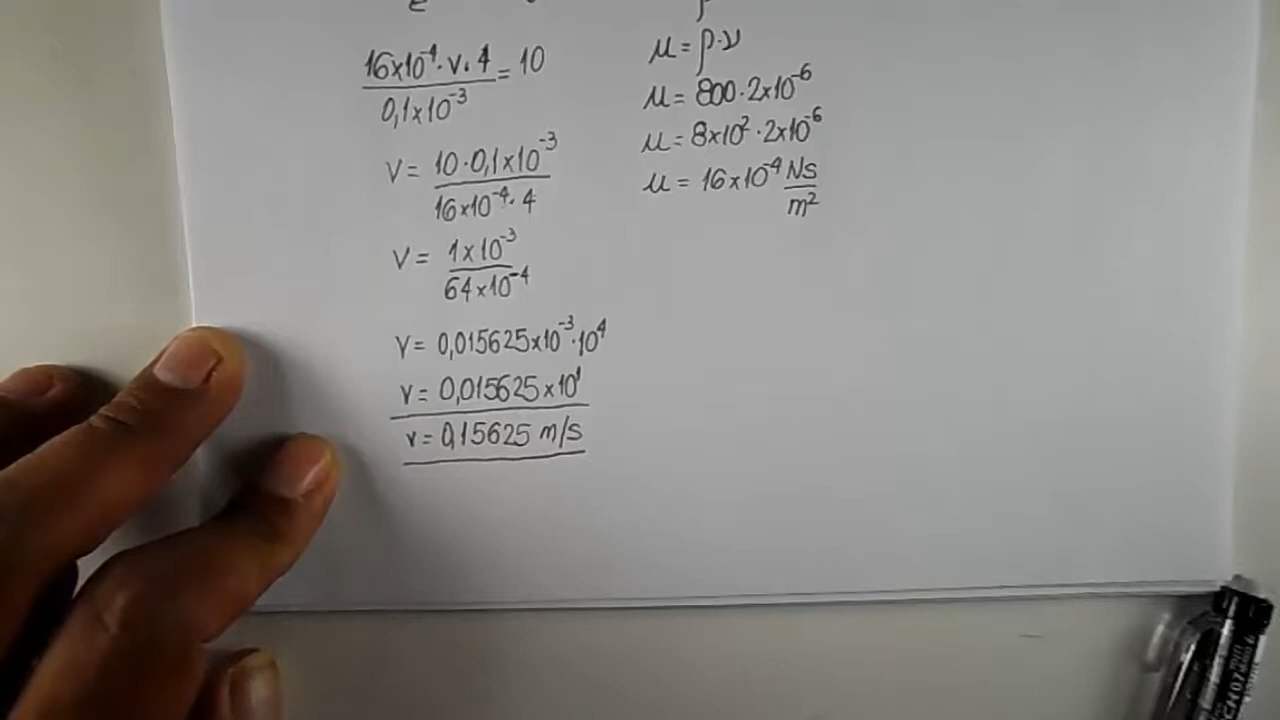 16x10⁻⁴·v·4 / 0,1x10⁻³ = 10
v = 10·0,1x10⁻³ / 16x10⁻⁴·4
v = 1x10⁻³ / 64x10⁻⁴
v = 0,015625x10⁻³·10⁴
v = 0,015625x10¹
v = 0,15625 m/s
μ = ρ·ν
μ = 800·2x10⁻⁶
μ = 8x10²·2x10⁻⁶
μ = 16x10⁻⁴ Ns/m²